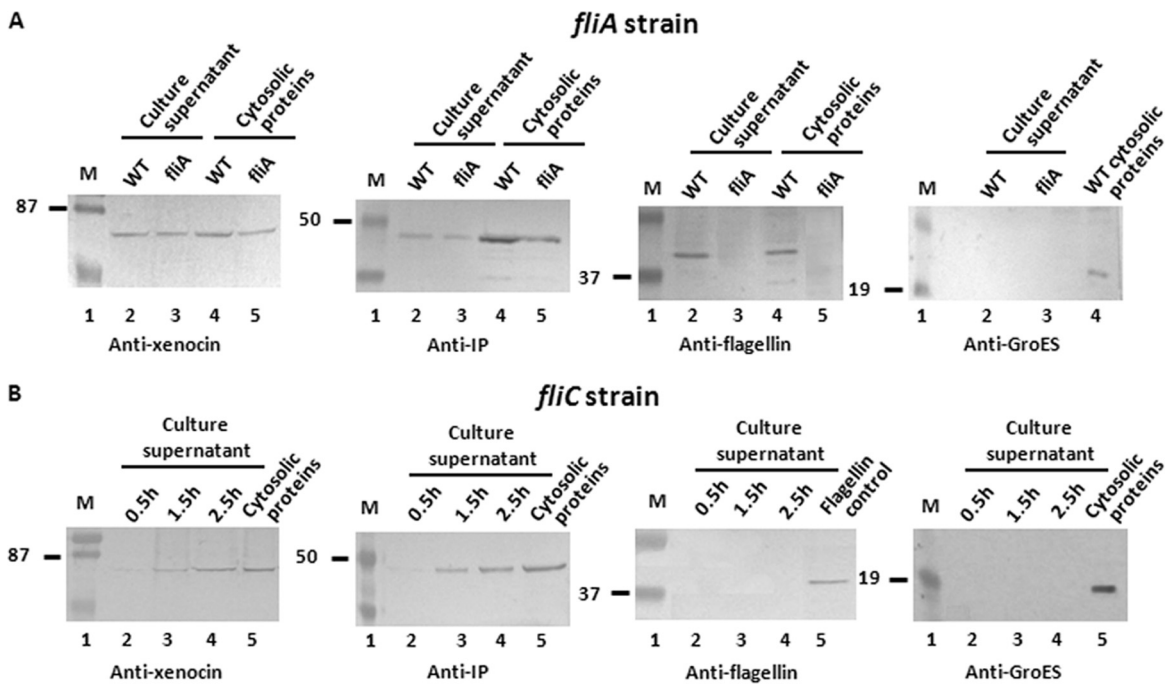 A
fliA strain
Culture supernatant
Cytosolic proteins
M
WT
fliA
WT
fliA
87
1 2 3 4 5
Anti-xenocin
Culture supernatant
Cytosolic proteins
M
WT
fliA
WT
fliA
50
37
1 2 3 4 5
Anti-IP
Culture supernatant
Cytosolic proteins
M
WT
fliA
WT
fliA
1 2 3 4 5
Anti-flagellin
Culture supernatant
M
WT
fliA
WT cytosolic proteins
19
1 2 3 4
Anti-GroES
B
fliC strain
Culture
supernatant
M
0.5h
1.5h
2.5h
Cytosolic proteins
87
1 2 3 4 5
Anti-xenocin
Culture
supernatant
M
0.5h
1.5h
2.5h
Cytosolic proteins
50
37
1 2 3 4 5
Anti-IP
Culture
supernatant
M
0.5h
1.5h
2.5h
Flagellin control
1 2 3 4 5
Anti-flagellin
Culture
supernatant
M
0.5h
1.5h
2.5h
Cytosolic proteins
19
1 2 3 4 5
Anti-GroES